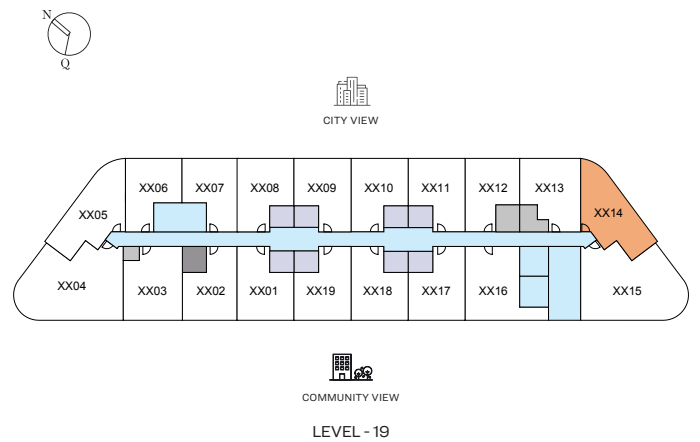 N
Q
CITY VIEW
XX06 XX07 XX08 XX09 XX10 XX11 XX12 XX13
XX05 XX14
XX04 XX03 XX02 XX01 XX19 XX18 XX17 XX16 XX15
COMMUNITY VIEW
LEVEL - 19